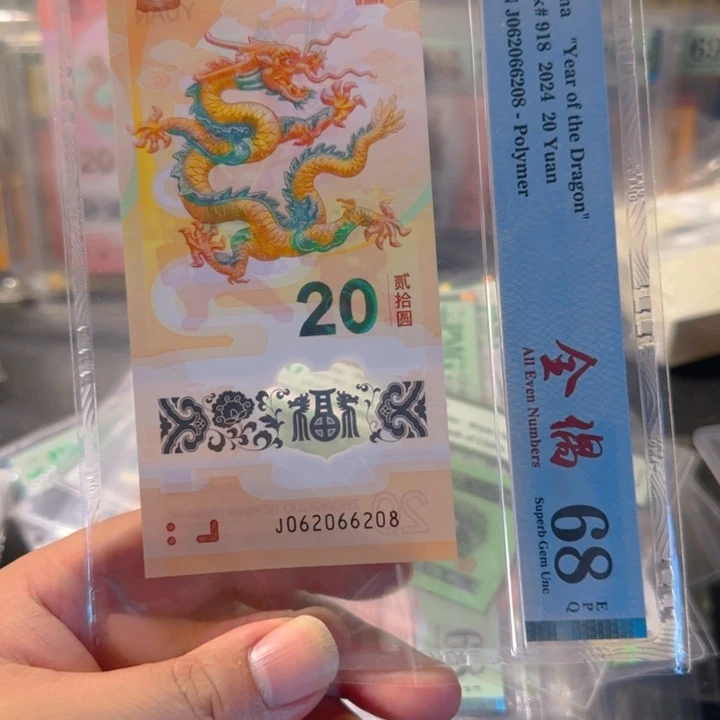 20
贰拾圆
福
J062066208
"Year of the Dragon"
918 2024 20 Yuan
J062066208 - Polymer
全偶
All Even Numbers
68
EPQ
Superb Gem Unc